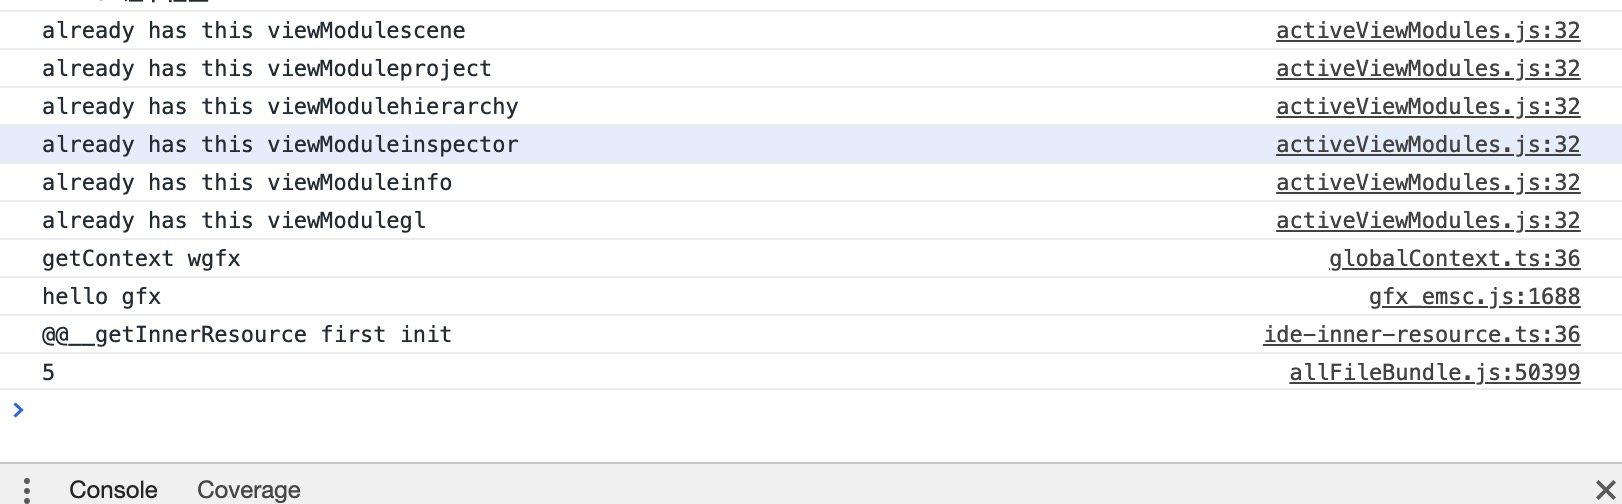 already has this viewModulescene activeViewModules.js:32
already has this viewModuleproject activeViewModules.js:32
already has this viewModulehierarchy activeViewModules.js:32
already has this viewModuleinspector activeViewModules.js:32
already has this viewModuleinfo activeViewModules.js:32
already has this viewModulegl activeViewModules.js:32
getContext wgfx globalContext.ts:36
hello gfx gfx_emsc.js:1688
@@__getInnerResource first init ide-inner-resource.ts:36
5 allFileBundle.js:50399
>
Console Coverage